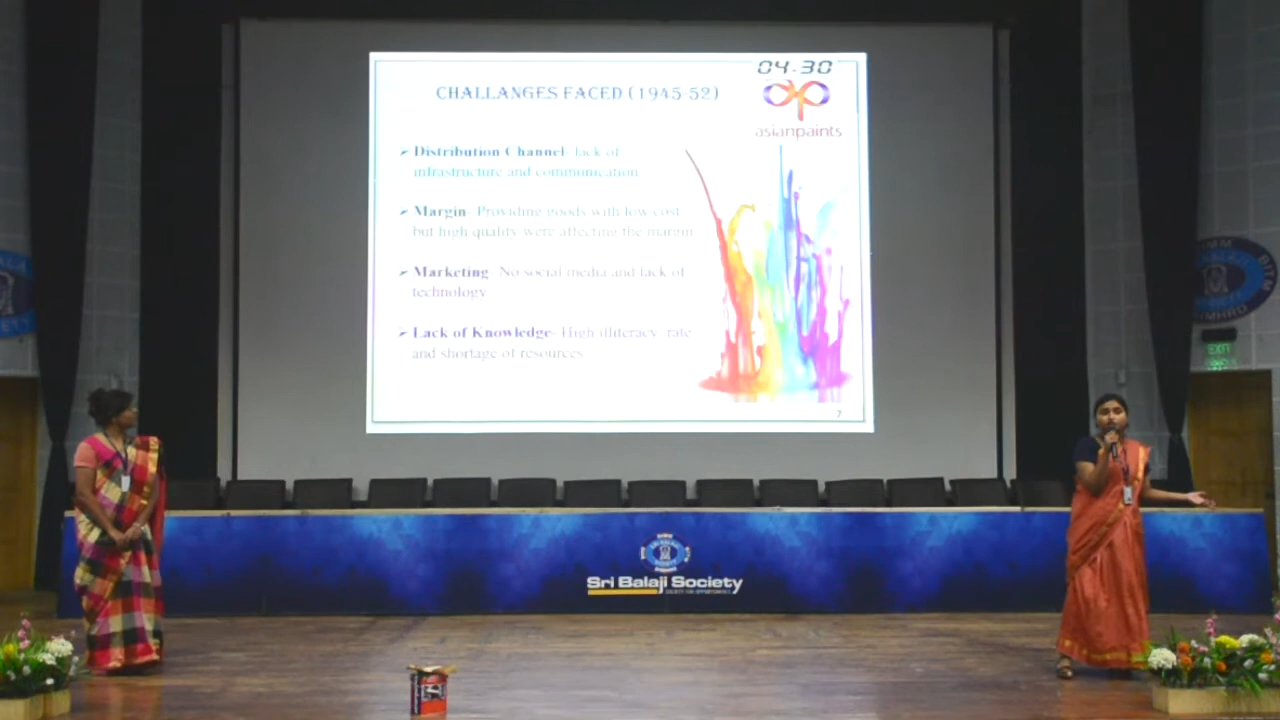 04.30
CHALLANGES FACED (1945-52)
asianpaints
➢ Distribution Channel- lack of
infrastructure and communication
➢ Margin- Providing goods with low cost
but high quality were affecting the margin
➢ Marketing- No social media and lack of
technology
➢ Lack of Knowledge- High illiteracy rate
and shortage of resources
7
EXIT
Sri Balaji Society